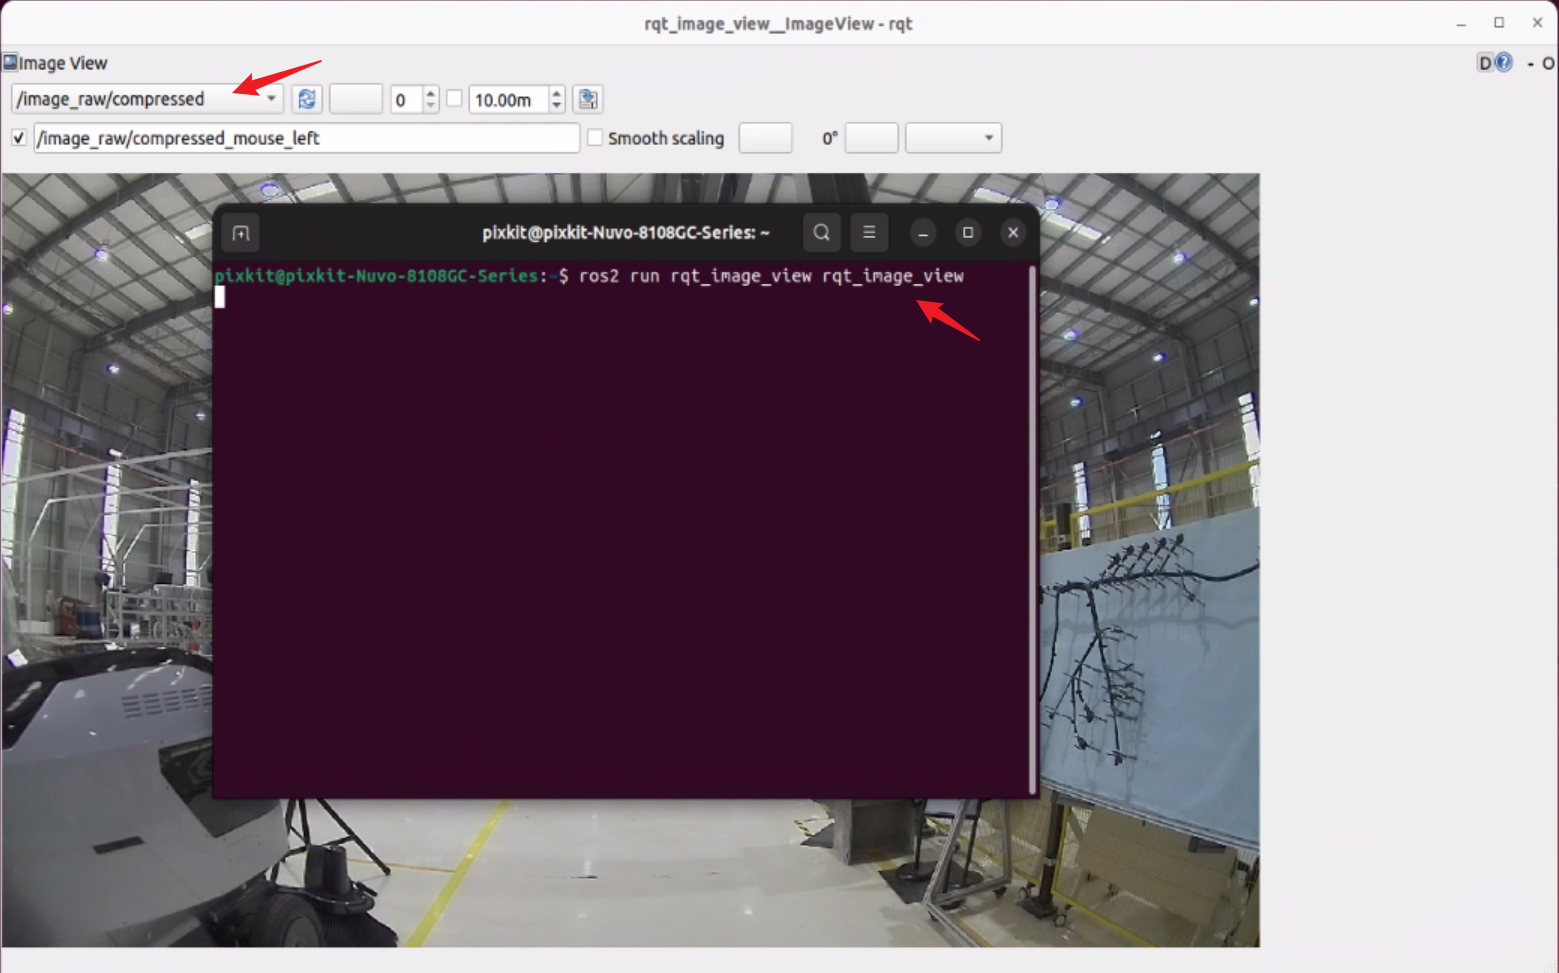 rqt_image_view__ImageView - rqt
Image View
D - O
/image_raw/compressed 0 10.00m
/image_raw/compressed_mouse_left Smooth scaling 0°
pixkit@pixkit-Nuvo-8108GC-Series: ~
pixkit@pixkit-Nuvo-8108GC-Series:~$ ros2 run rqt_image_view rqt_image_view